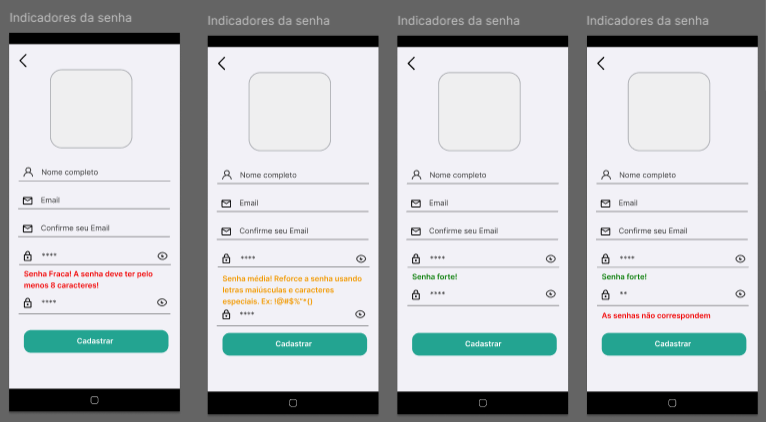 Indicadores da senha
Nome completo
Email
Confirme seu Email
****
Senha Fraca! A senha deve ter pelo
menos 8 caracteres!
****
Cadastrar
Indicadores da senha
Nome completo
Email
Confirme seu Email
****
Senha média! Reforce a senha usando
letras maiúsculas e caracteres
especiais. Ex: !@#$%¨*()
****
Cadastrar
Indicadores da senha
Nome completo
Email
Confirme seu Email
****
Senha forte!
****
Cadastrar
Indicadores da senha
Nome completo
Email
Confirme seu Email
****
Senha forte!
**
As senhas não correspondem
Cadastrar